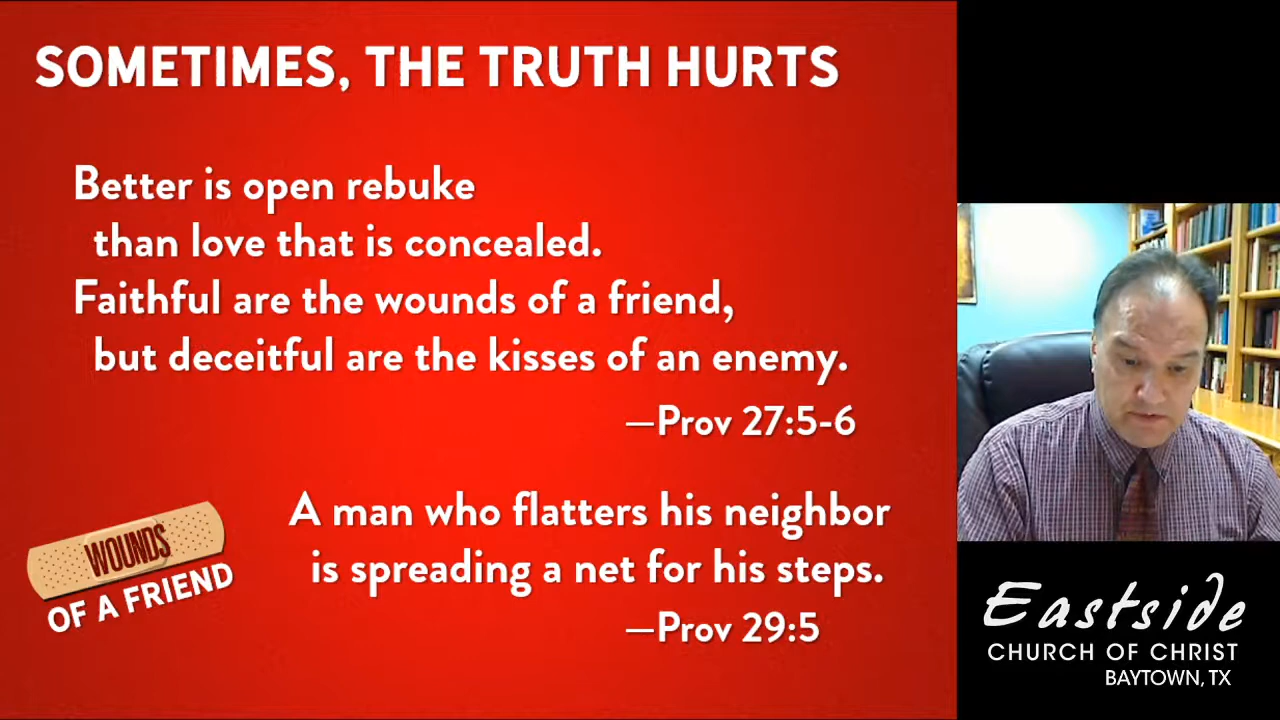 SOMETIMES, THE TRUTH HURTS
Better is open rebuke
than love that is concealed.
Faithful are the wounds of a friend,
but deceitful are the kisses of an enemy.
—Prov 27:5-6
A man who flatters his neighbor
is spreading a net for his steps.
—Prov 29:5
WOUNDS
OF A FRIEND
Eastside
CHURCH OF CHRIST
BAYTOWN, TX